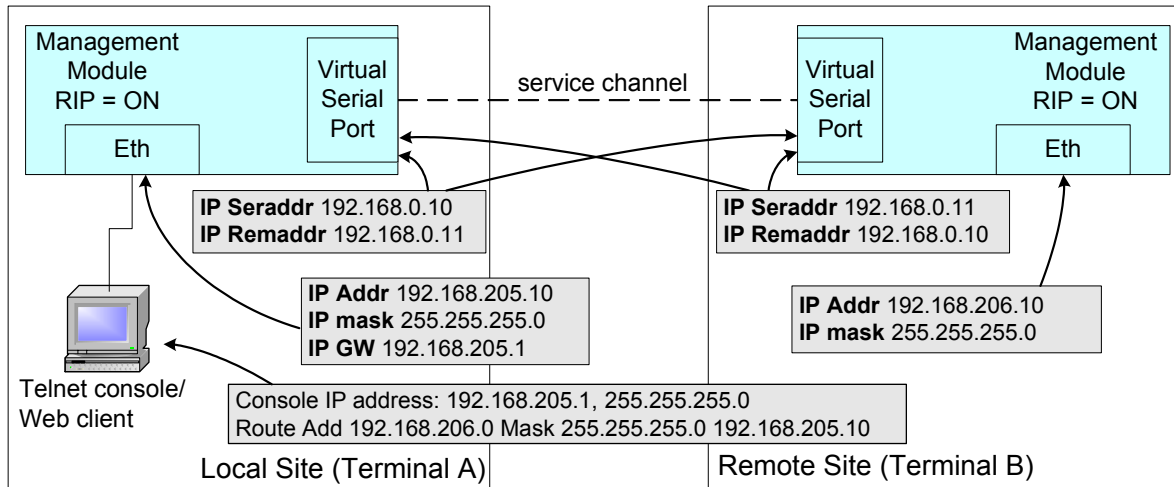 Management
Module
RIP = ON
Virtual
Serial
Port
Eth
service channel
Virtual
Serial
Port
Management
Module
RIP = ON
Eth
IP Seraddr 192.168.0.10
IP Remaddr 192.168.0.11
IP Seraddr 192.168.0.11
IP Remaddr 192.168.0.10
IP Addr 192.168.205.10
IP mask 255.255.255.0
IP GW 192.168.205.1
IP Addr 192.168.206.10
IP mask 255.255.255.0
Telnet console/
Web client
Console IP address: 192.168.205.1, 255.255.255.0
Route Add 192.168.206.0 Mask 255.255.255.0 192.168.205.10
Local Site (Terminal A)
Remote Site (Terminal B)